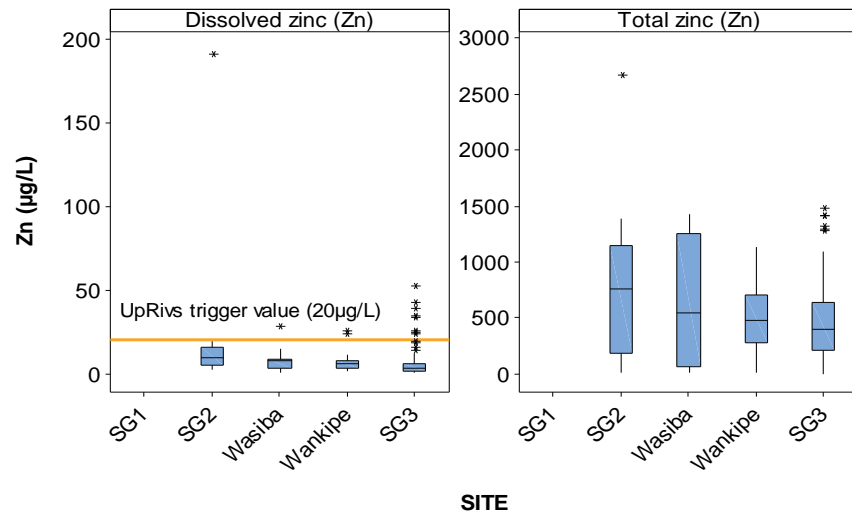 Dissolved zinc (Zn)
Total zinc (Zn)
Zn (µg/L)
200
150
100
50
0
UpRivs trigger value (20µg/L)
3000
2500
2000
1500
1000
500
0
SG1
SG2
Wasiba
Wankipe
SG3
SG1
SG2
Wasiba
Wankipe
SG3
SITE